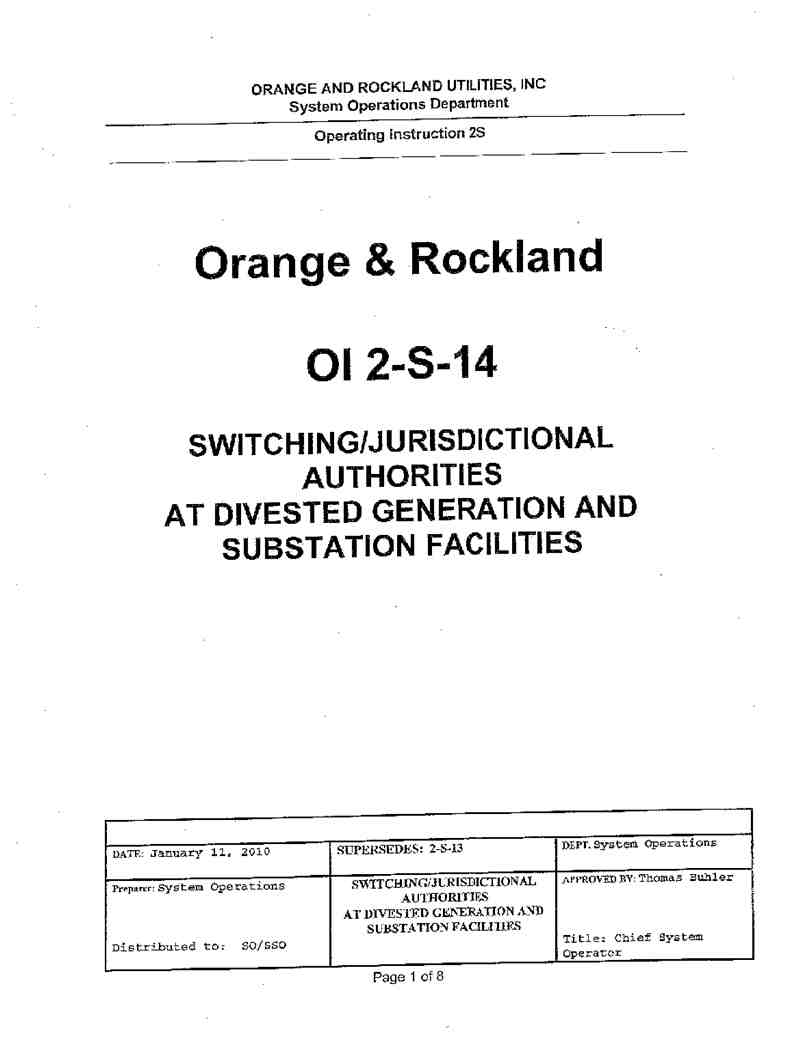 ORANGE AND ROCKLAND UTILITIES, INC
System Operations Department
Operating Instruction 2S
Orange & Rockland
OI 2-S-14
SWITCHING/JURISDICTIONAL
AUTHORITIES
AT DIVESTED GENERATION AND
SUBSTATION FACILITIES
DATE: January 11, 2010
SUPERSEDES: 2-S-13
DEPT. System Operations
Preparer: System Operations
Distributed to: SO/SSO
SWITCHING/JURISDICTIONAL
AUTHORITIES
AT DIVESTED GENERATION AND
SUBSTATION FACILITIES
APPROVED BY: Thomas Buhler
Title: Chief System
Operator
Page 1 of 8